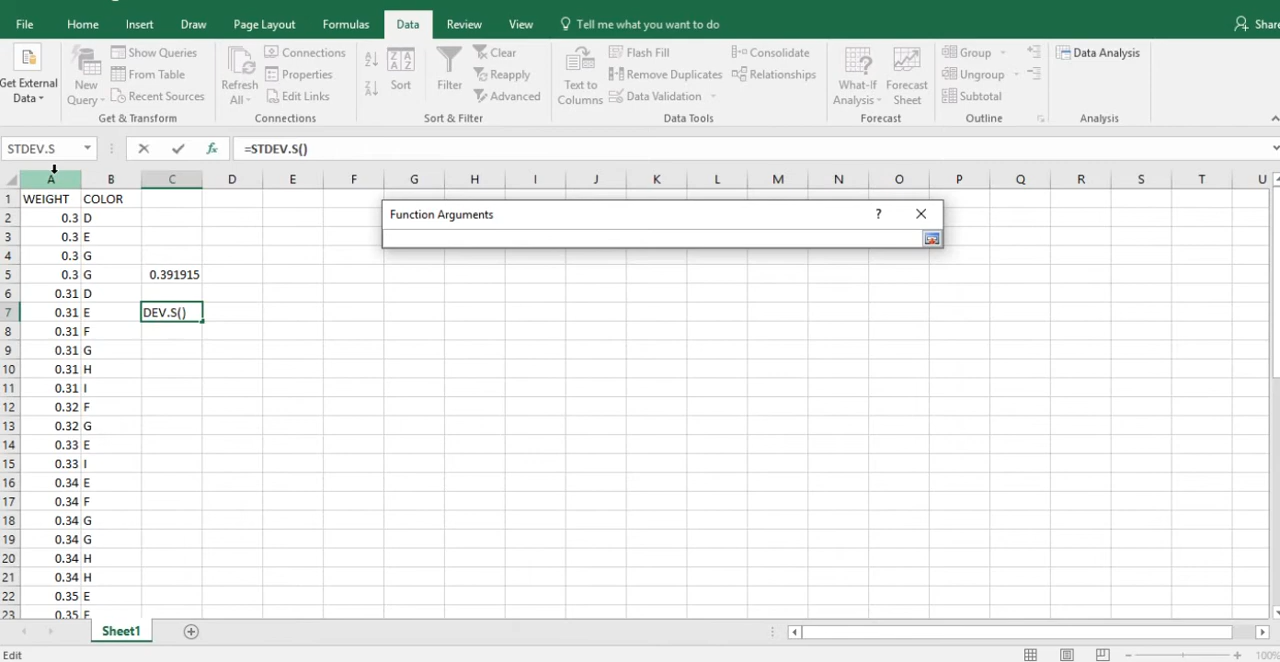 File Home Insert Draw Page Layout Formulas Data Review View Tell me what you want to do Share
Get External Data
New Query
Show Queries
From Table
Recent Sources
Get & Transform
Refresh All
Connections
Properties
Edit Links
Connections
Sort
Filter
Clear
Reapply
Advanced
Sort & Filter
Text to Columns
Flash Fill
Remove Duplicates
Data Validation
Consolidate
Relationships
Data Tools
What-If Analysis
Forecast Sheet
Forecast
Group
Ungroup
Subtotal
Outline
Data Analysis
Analysis
STDEV.S fx =STDEV.S()
A B C D E F G H I J K L M N O P Q R S T U
Function Arguments ? 
1 WEIGHT COLOR
2 0.3 D
3 0.3 E
4 0.3 G
5 0.3 G 0.391915
6 0.31 D
7 0.31 E DEV.S()
8 0.31 F
9 0.31 G
10 0.31 H
11 0.31 I
12 0.32 F
13 0.32 G
14 0.33 E
15 0.33 I
16 0.34 E
17 0.34 F
18 0.34 G
19 0.34 G
20 0.34 H
21 0.34 H
22 0.35 E
23 0.35 F
Sheet1
Edit 100%